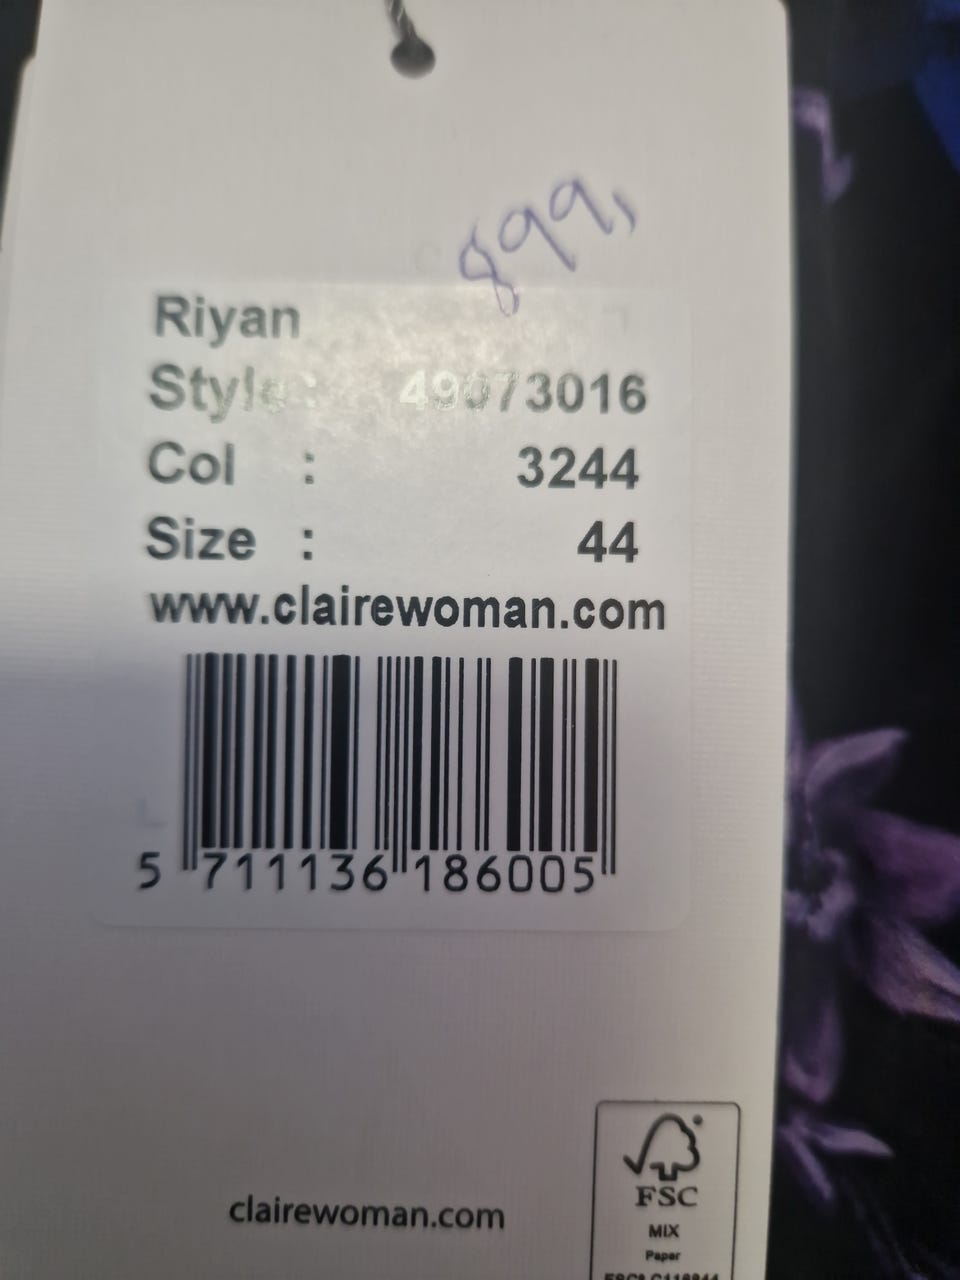 899,
Riyan
Style : 49073016
Col : 3244
Size : 44
www.clairewoman.com
5 711136 186005
clairewoman.com
FSC
MIX
Paper